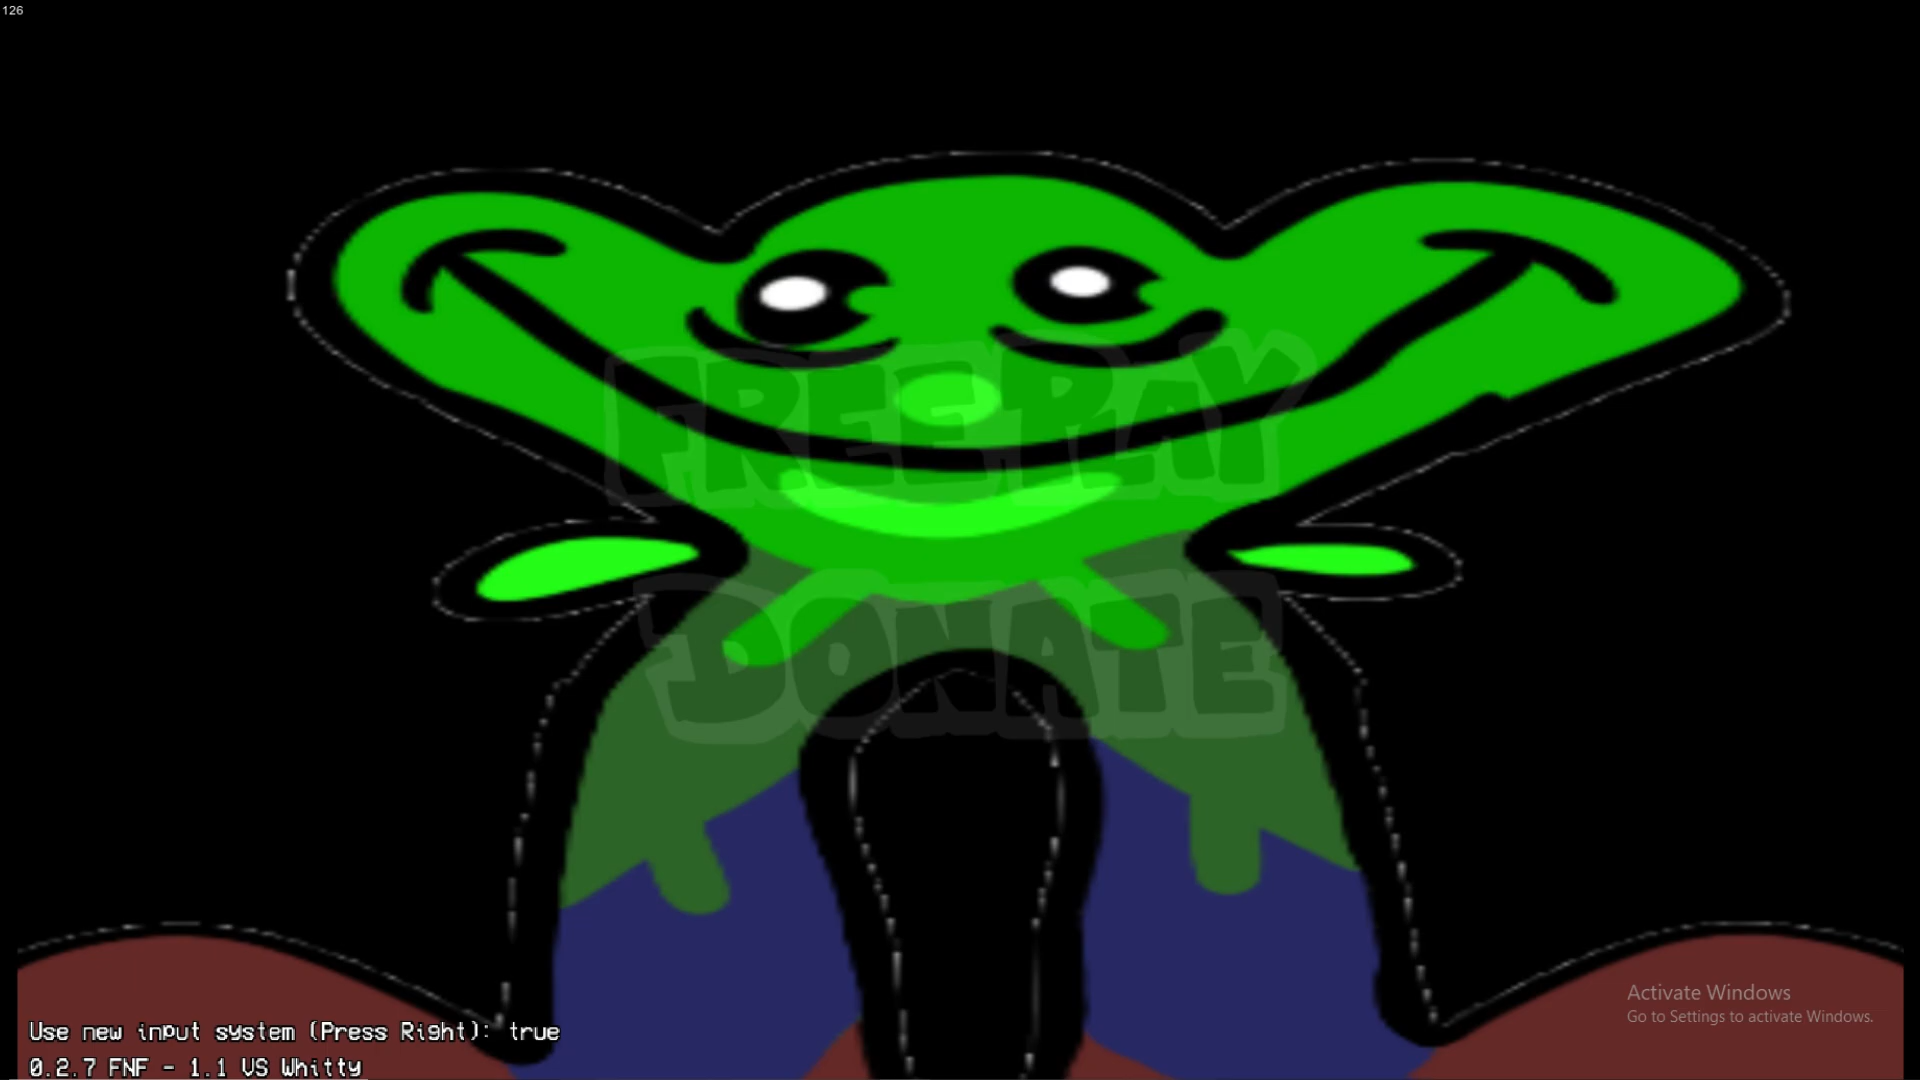 126
FREEPLAY
DONATE
Activate Windows
Go to Settings to activate Windows.
Use new input system (Press Right): true
0.2.7 FNF - 1.1 VS Whitty